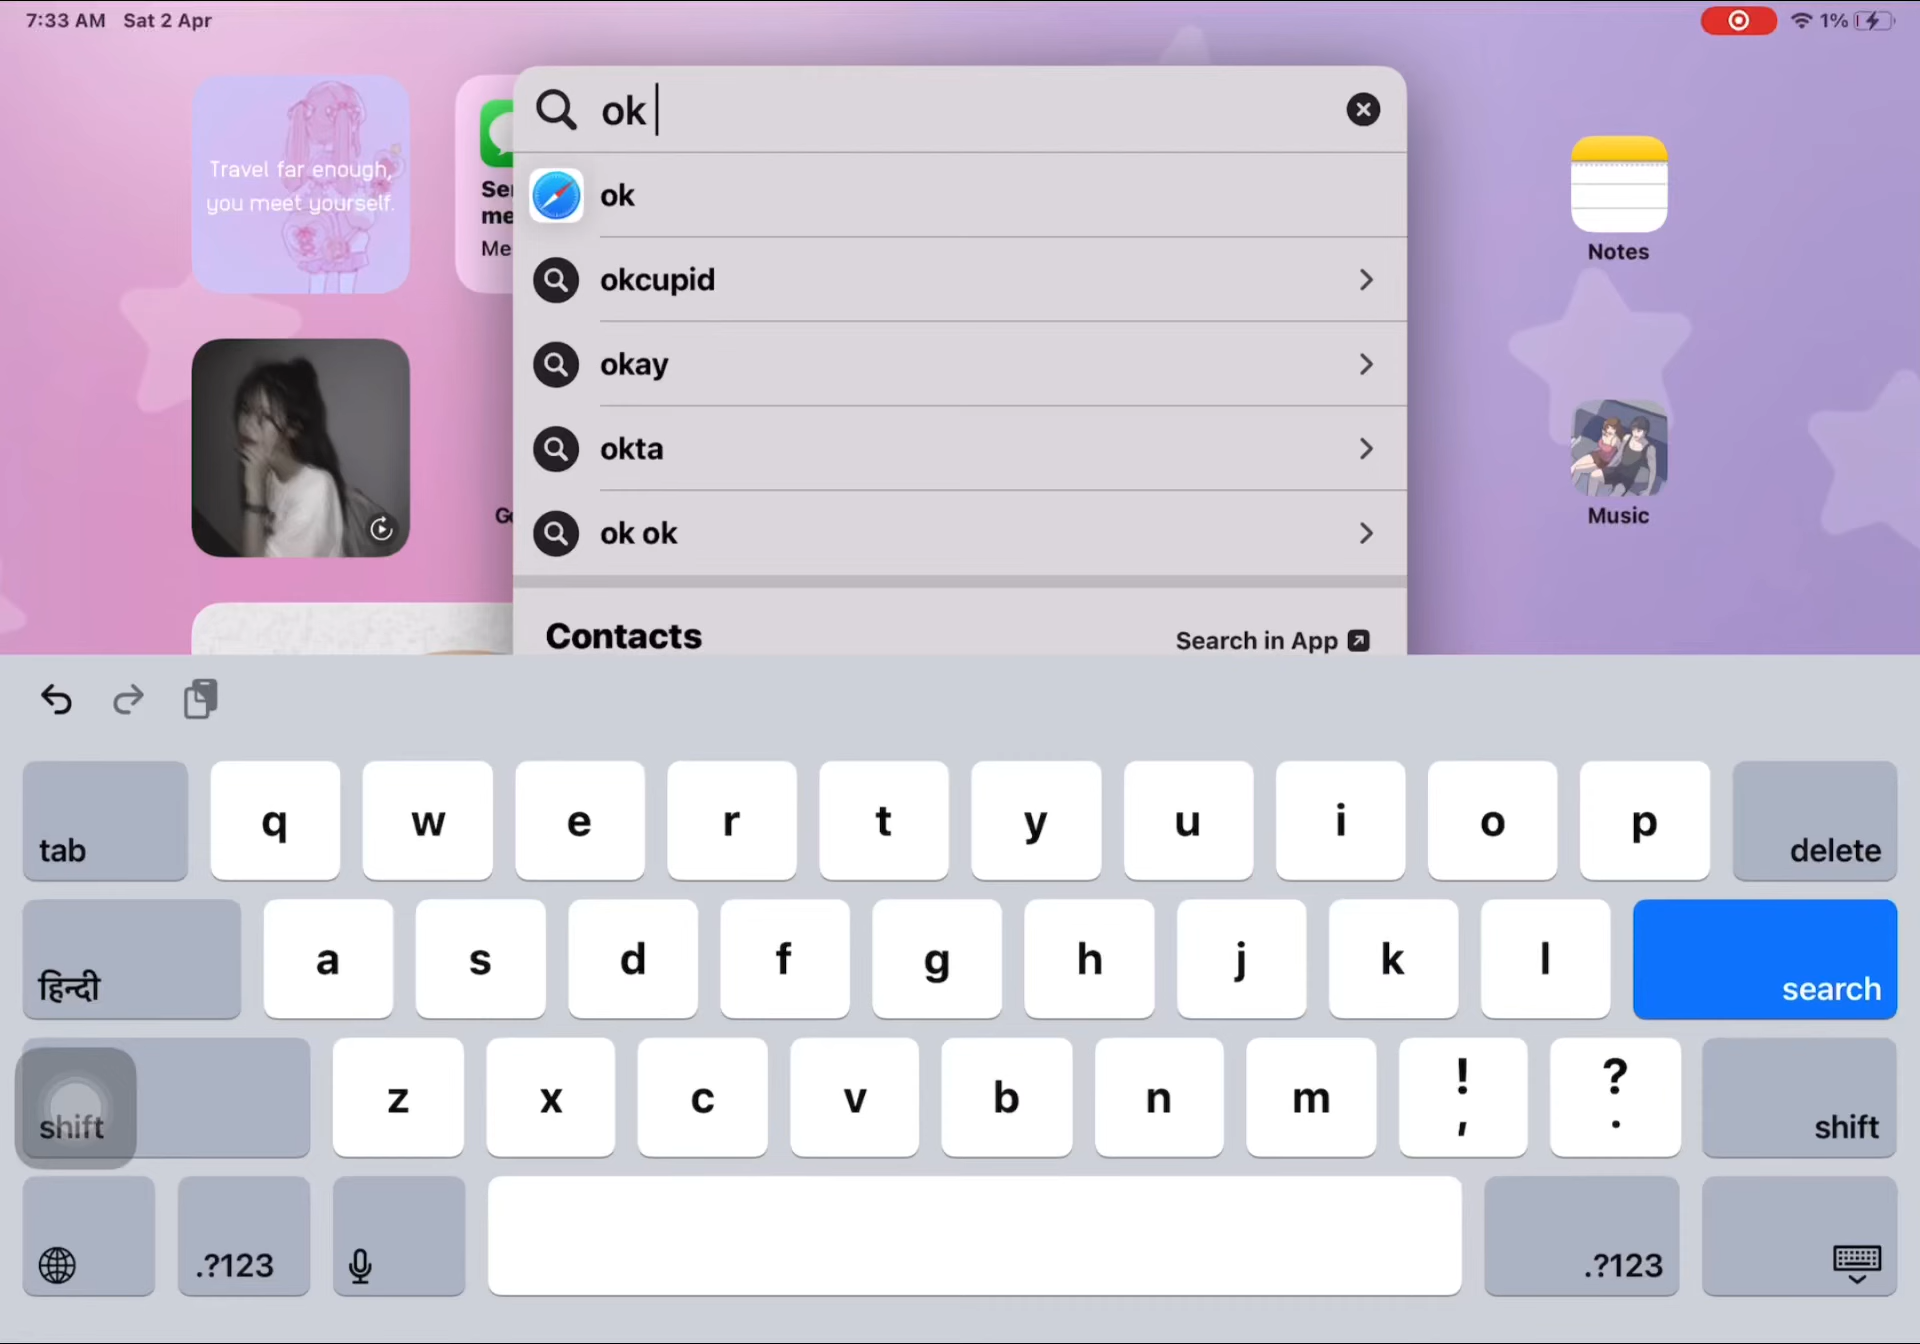 7:33 AM Sat 2 Apr
1%
Travel far enough,
you meet yourself.
ok
ok
okcupid
okay
okta
ok ok
Contacts
Search in App
Notes
Music
tab q w e r t y u i o p delete
हिन्दी a s d f g h j k l search
shift z x c v b n m ! , ? . shift
.?123 .?123